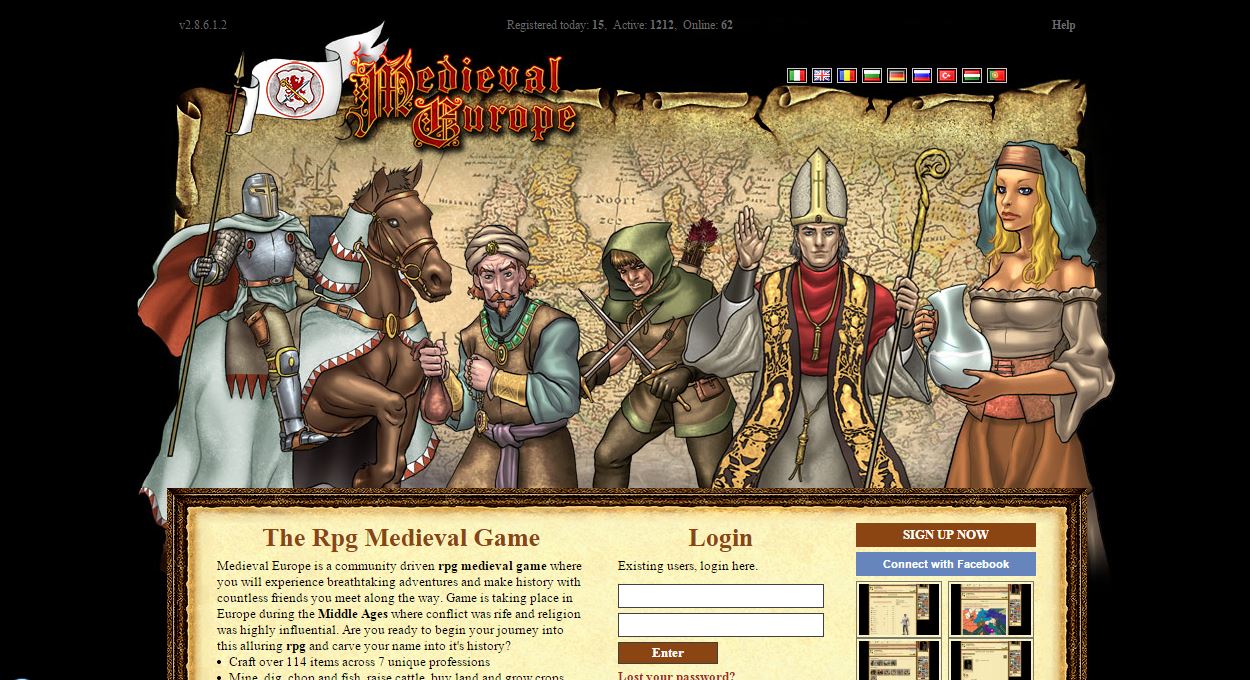 v2.8.6.1.2
Registered today: 15, Active: 1212, Online: 62
Help
Medieval
Europe
Noort
zee
The Rpg Medieval Game
Medieval Europe is a community driven rpg medieval game where
you will experience breathtaking adventures and make history with
countless friends you meet along the way. Game is taking place in
Europe during the Middle Ages where conflict was rife and religion
was highly influential. Are you ready to begin your journey into
this alluring rpg and carve your name into it's history?
• Craft over 114 items across 7 unique professions
• Mine, dig, chop and fish, raise cattle, buy land and grow crops
Login
Existing users, login here.
Enter
Lost your password?
SIGN UP NOW
Connect with Facebook